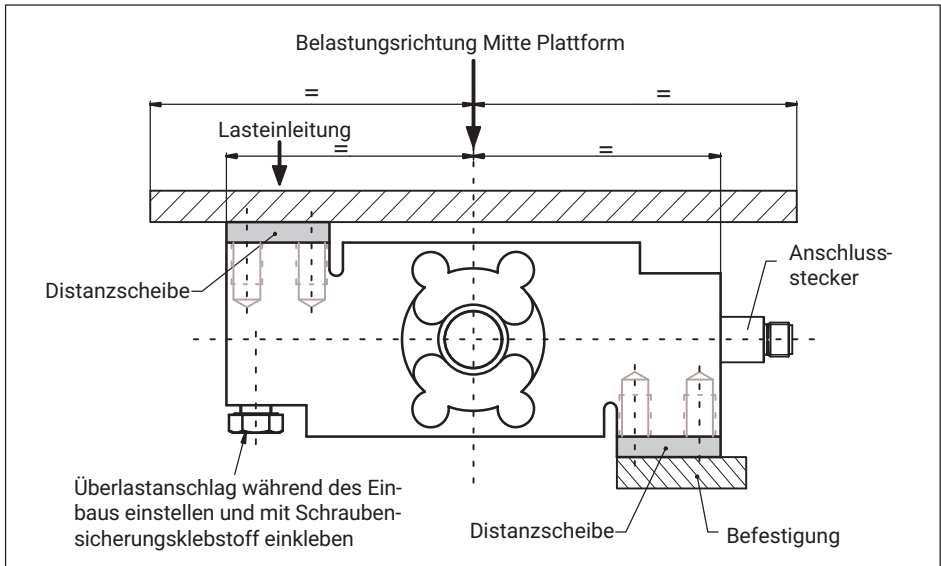 Belastungsrichtung Mitte Plattform
=
=
Lasteinleitung
=
=
Anschluss-
stecker
Distanzscheibe
Überlastanschlag während des Ein-
baus einstellen und mit Schrauben-
sicherungsklebstoff einkleben
Distanzscheibe
Befestigung